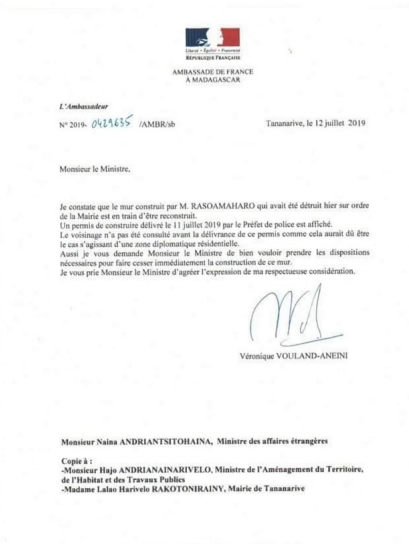 Liberté • Égalité • Fraternité
RÉPUBLIQUE FRANÇAISE
AMBASSADE DE FRANCE
À MADAGASCAR
L'Ambassadeur
N° 2019- 0429635 /AMBR/sb
Tananarive, le 12 juillet 2019
Monsieur le Ministre,
Je constate que le mur construit par M. RASOAMAHARO qui avait été détruit hier sur ordre
de la Mairie est en train d'être reconstruit.
Un permis de construire délivré le 11 juillet 2019 par le Préfet de police est affiché.
Le voisinage n'a pas été consulté avant la délivrance de ce permis comme cela aurait dû être
le cas s'agissant d'une zone diplomatique résidentielle.
Aussi je vous demande Monsieur le Ministre de bien vouloir prendre les dispositions
nécessaires pour faire cesser immédiatement la construction de ce mur.
Je vous prie Monsieur le Ministre d'agréer l'expression de ma respectueuse considération.
Véronique VOULAND-ANEINI
Monsieur Naina ANDRIANTSITOHAINA, Ministre des affaires étrangères
Copie à :
-Monsieur Hajo ANDRIANAINARIVELO, Ministre de l'Aménagement du Territoire,
de l'Habitat et des Travaux Publics
-Madame Lalao Harivelo RAKOTONIRAINY, Mairie de Tananarive